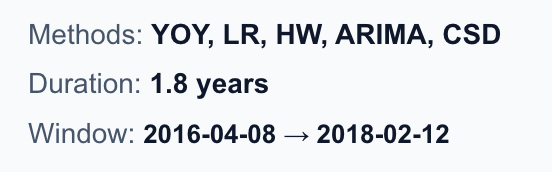 Methods: YOY, LR, HW, ARIMA, CSD
Duration: 1.8 years
Window: 2016-04-08 → 2018-02-12